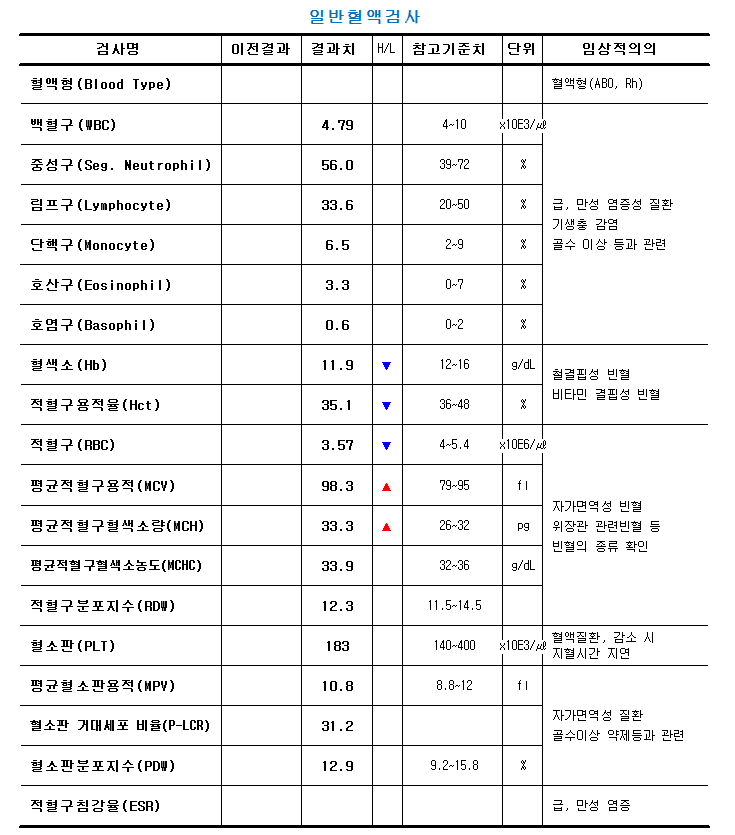 일반혈액검사
검사명 이전결과 결과치 H/L 참고기준치 단위 임상적의의
혈액형(Blood Type) 혈액형(ABO, Rh)
백혈구(WBC) 4.79 4~10 x10E3/㎕
중성구(Seg. Neutrophil) 56.0 39~72 %
림프구(Lymphocyte) 33.6 20~50 % 급, 만성 염증성 질환
기생충 감염
단핵구(Monocyte) 6.5 2~9 % 골수 이상 등과 관련
호산구(Eosinophil) 3.3 0~7 %
호염구(Basophil) 0.6 0~2 %
혈색소(Hb) 11.9 ▼ 12~16 g/dL 철결핍성 빈혈
비타민 결핍성 빈혈
적혈구용적율(Hct) 35.1 ▼ 36~48 %
적혈구(RBC) 3.57 ▼ 4~5.4 x10E6/㎕
평균적혈구용적(MCV) 98.3 ▲ 79~95 fl
자가면역성 빈혈
평균적혈구혈색소량(MCH) 33.3 ▲ 26~32 pg 위장관 관련빈혈 등
빈혈의 종류 확인
평균적혈구혈색소농도(MCHC) 33.9 32~36 g/dL
적혈구분포지수(RDW) 12.3 11.5~14.5
혈소판(PLT) 183 140~400 x10E3/㎕ 혈액질환, 감소 시
지혈시간 지연
평균혈소판용적(MPV) 10.8 8.8~12 fl
자가면역성 질환
혈소판 거대세포 비율(P-LCR) 31.2
골수이상 약제등과 관련
혈소판분포지수(PDW) 12.9 9.2~15.8 %
적혈구침강율(ESR) 급, 만성 염증